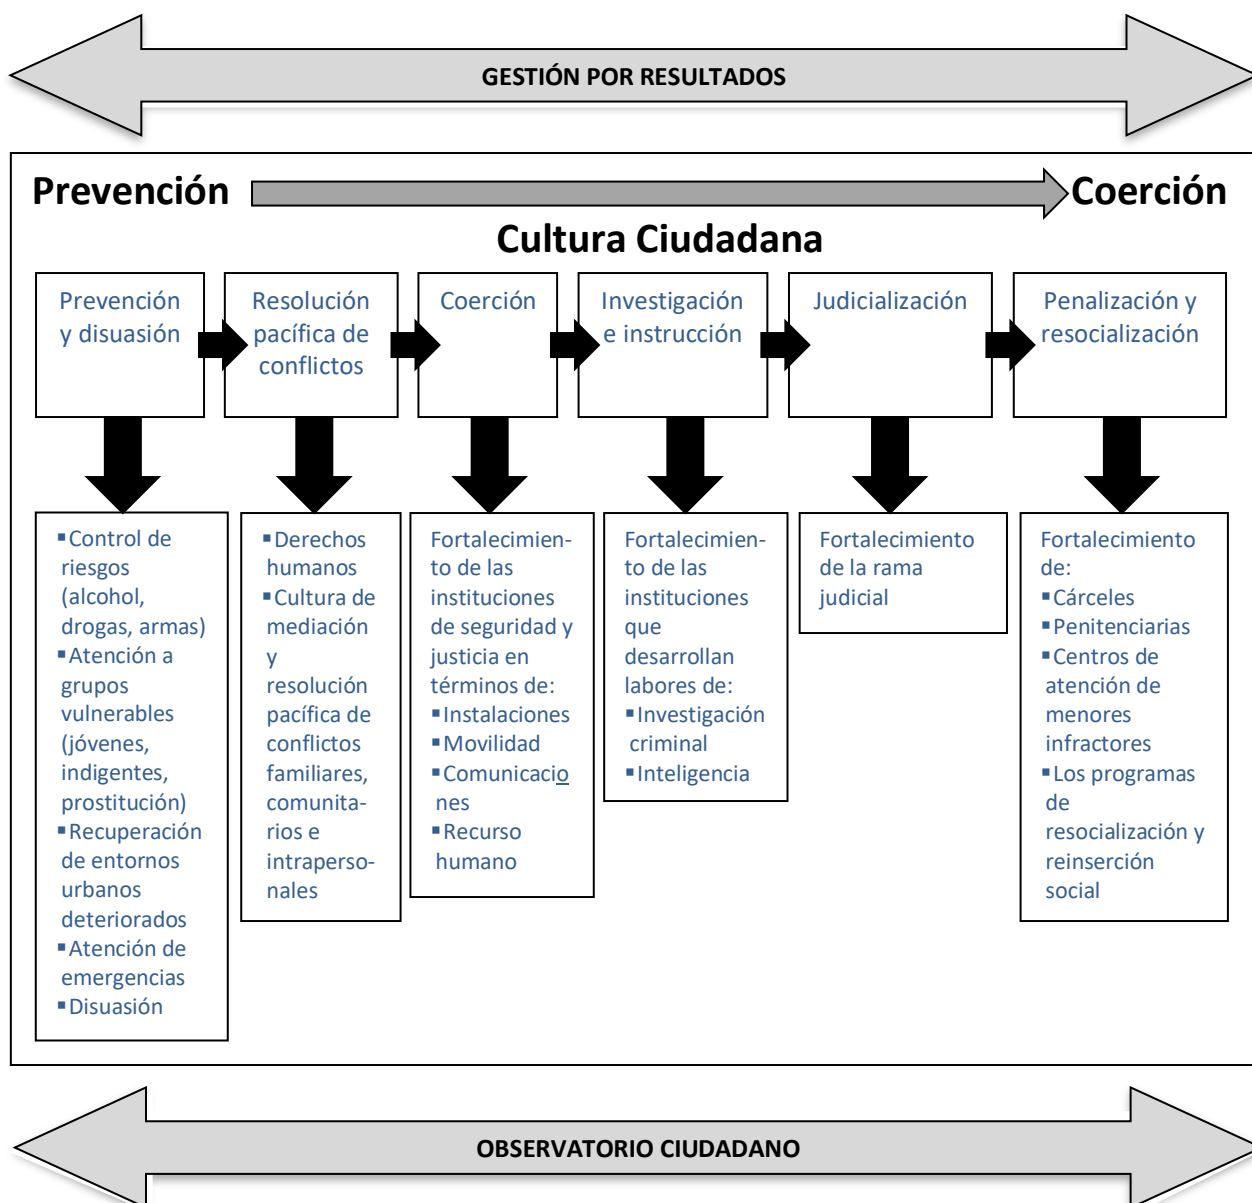 GESTIÓN POR RESULTADOS
Prevención
Coerción
Cultura Ciudadana
Prevención
y disuasión
Resolución
pacífica de
conflictos
Coerción
Investigación
e instrucción
Judicialización
Penalización y
resocialización
▪Control de
riesgos
(alcohol,
drogas, armas)
▪Atención a
grupos
vulnerables
(jóvenes,
indigentes,
prostitución)
▪Recuperación
de entornos
urbanos
deteriorados
▪Atención de
emergencias
▪Disuasión
▪Derechos
humanos
▪Cultura de
mediación
y
resolución
pacífica de
conflictos
familiares,
comunita-
rios e
intraperso-
nales
Fortalecimien-
to de las
instituciones
de seguridad y
justicia en
términos de:
▪Instalaciones
▪Movilidad
▪Comunicacio
nes
▪Recurso
humano
Fortalecimien-
to de las
instituciones
que
desarrollan
labores de:
▪Investigación
criminal
▪Inteligencia
Fortalecimiento
de la rama
judicial
Fortalecimiento
de:
▪Cárceles
▪Penitenciarias
▪Centros de
atención de
menores
infractores
▪Los programas
de
resocialización y
reinserción
social
OBSERVATORIO CIUDADANO